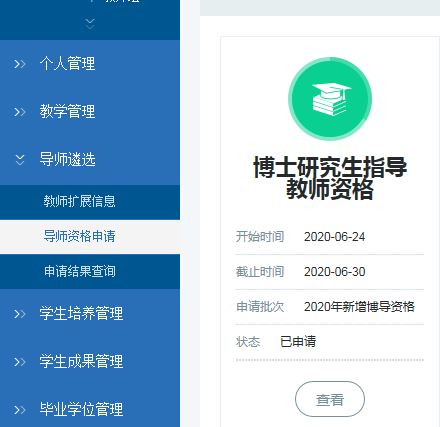 个人管理
教学管理
导师遴选
教师扩展信息
导师资格申请
申请结果查询
学生培养管理
学生成果管理
毕业学位管理
博士研究生指导
教师资格
开始时间 2020-06-24
截止时间 2020-06-30
申请批次 2020年新增博导资格
状态 已申请
查看